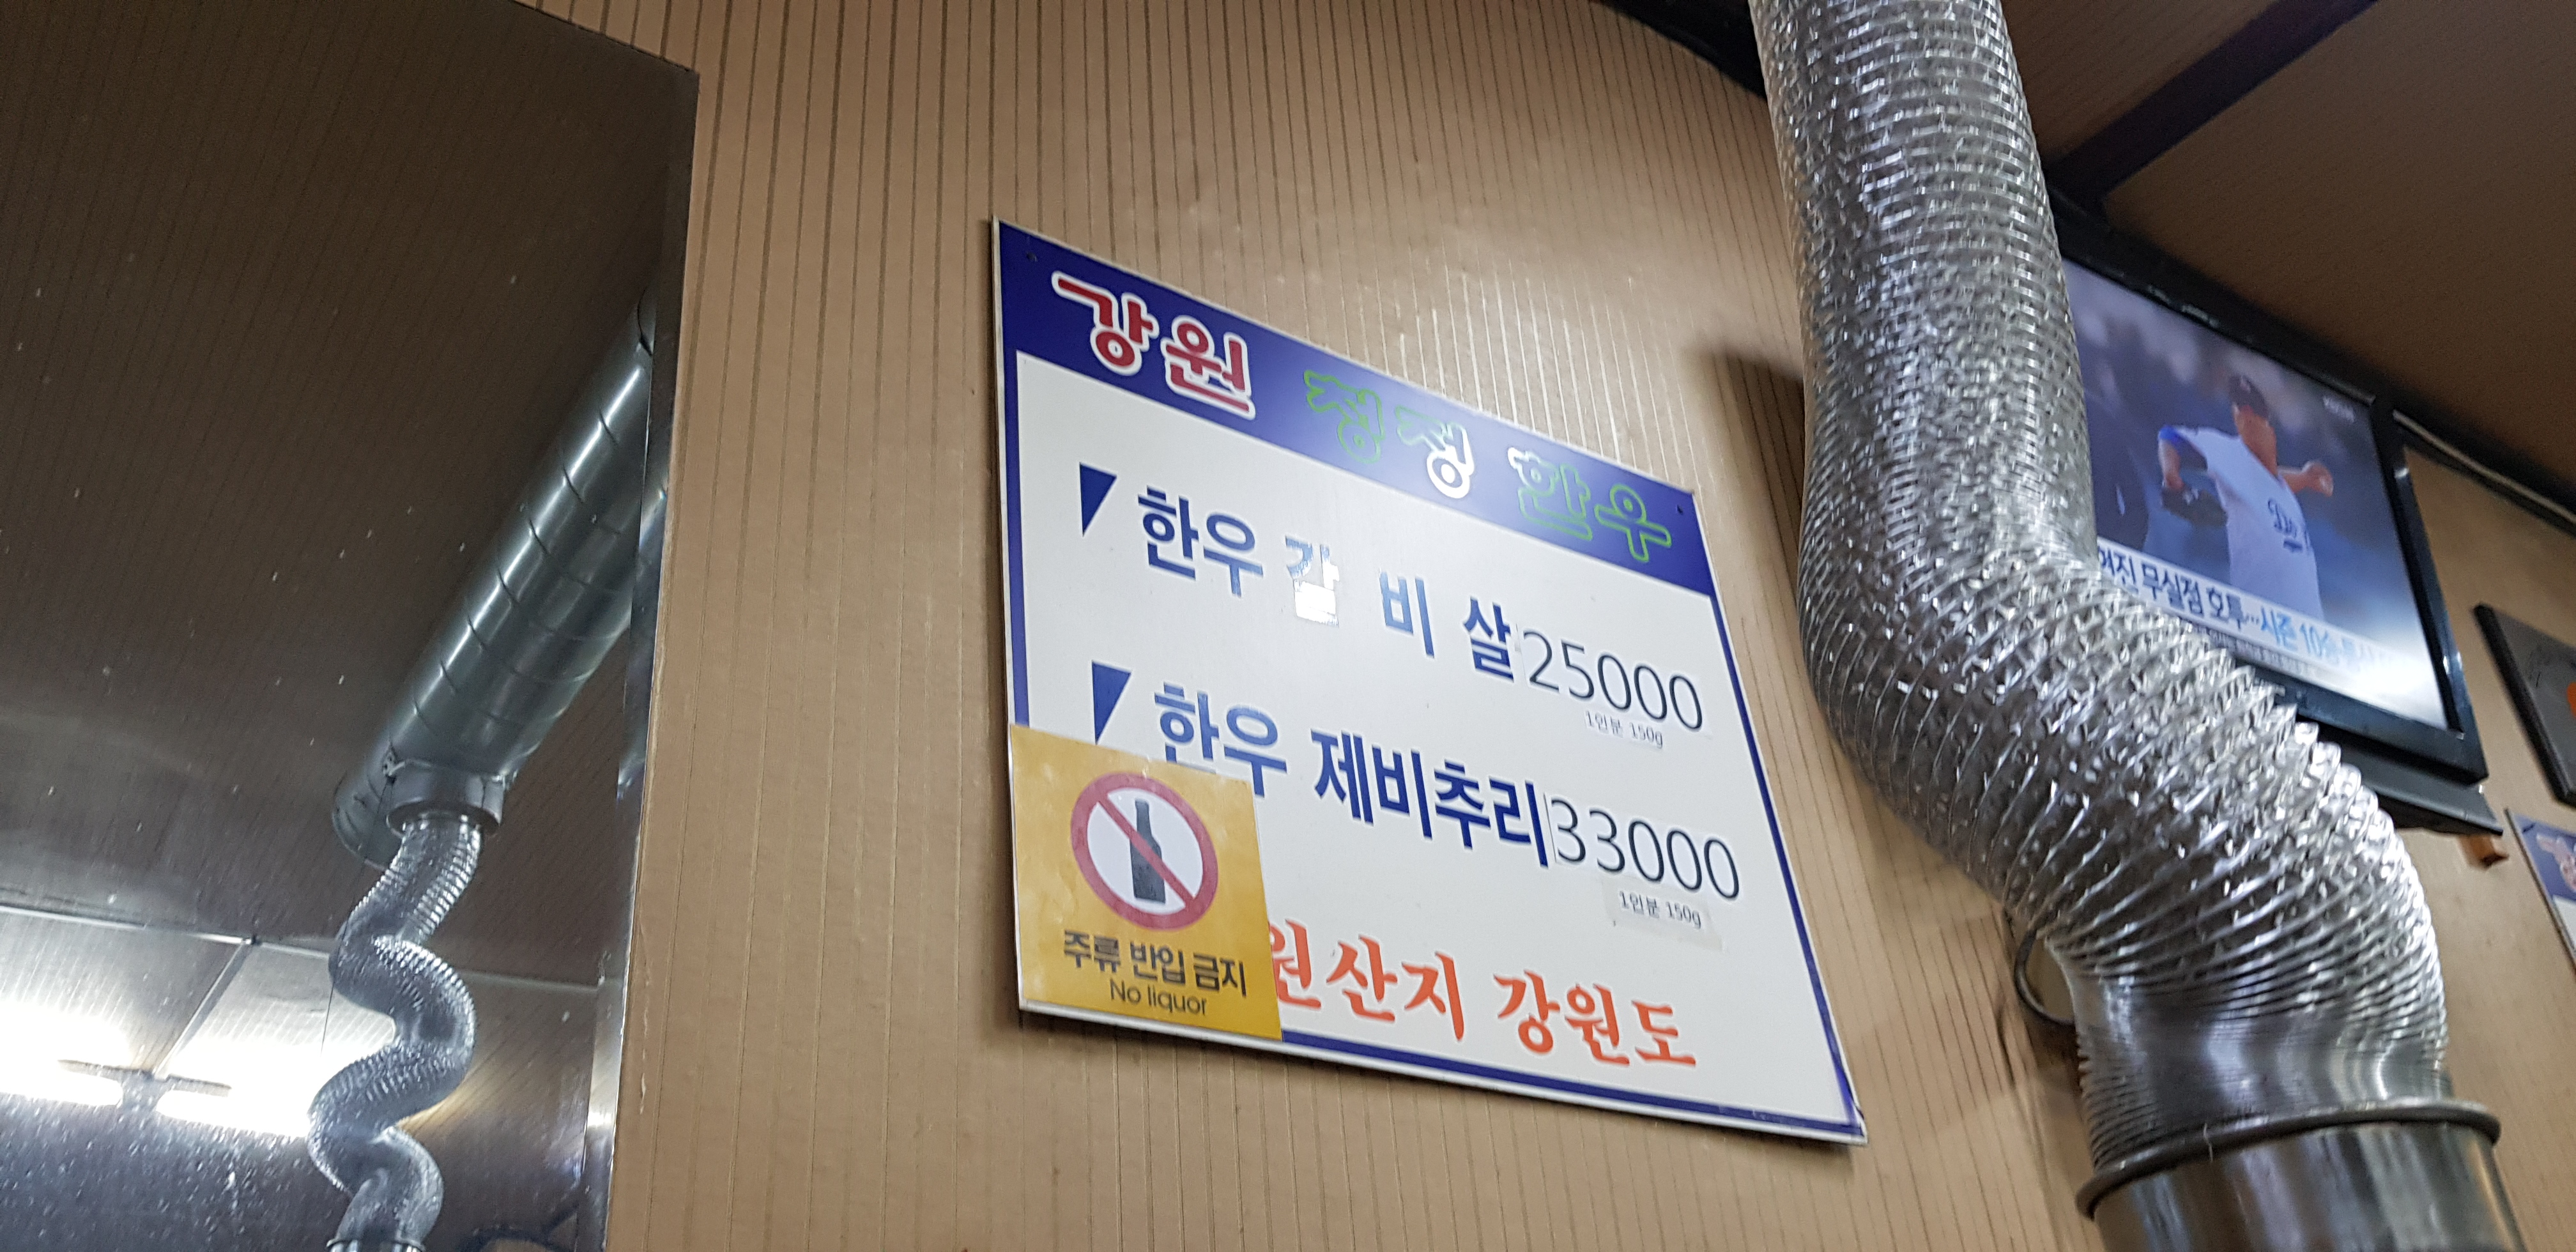 강원 청정 한우
한우 갈비살 25000
1인분 150g
한우 제비추리 33000
1인분 150g
원산지 강원도
주류 반입 금지
No liquor
무실점 호투…시즌 10승